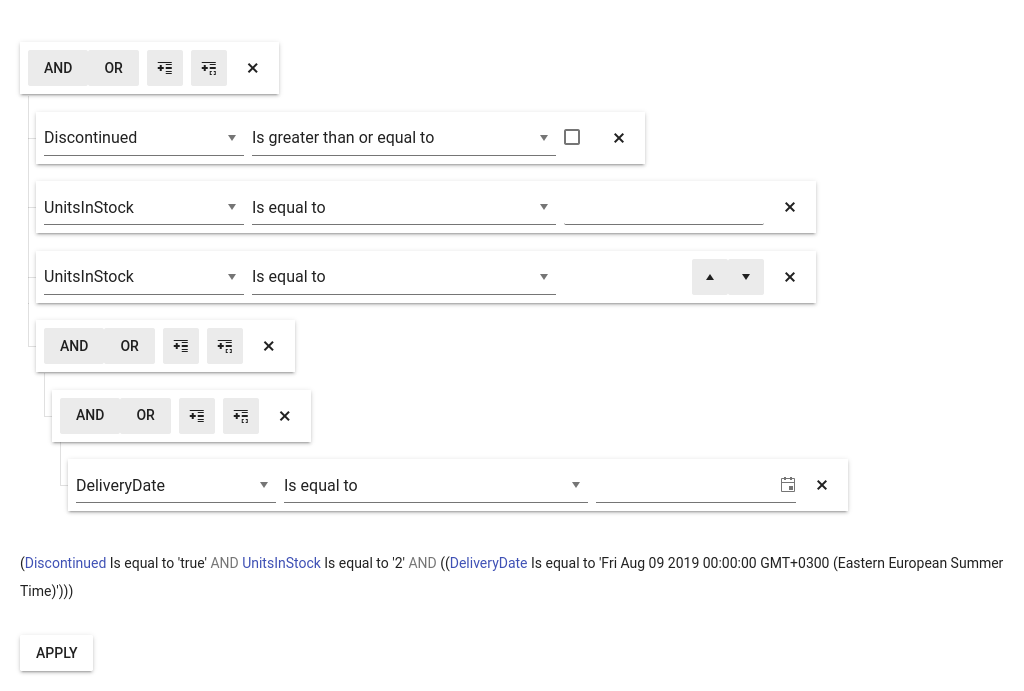 AND OR
Discontinued Is greater than or equal to
UnitsInStock Is equal to
UnitsInStock Is equal to
AND OR
AND OR
DeliveryDate Is equal to
(Discontinued Is equal to 'true' AND UnitsInStock Is equal to '2' AND ((DeliveryDate Is equal to 'Fri Aug 09 2019 00:00:00 GMT+0300 (Eastern European Summer
Time)')))
APPLY